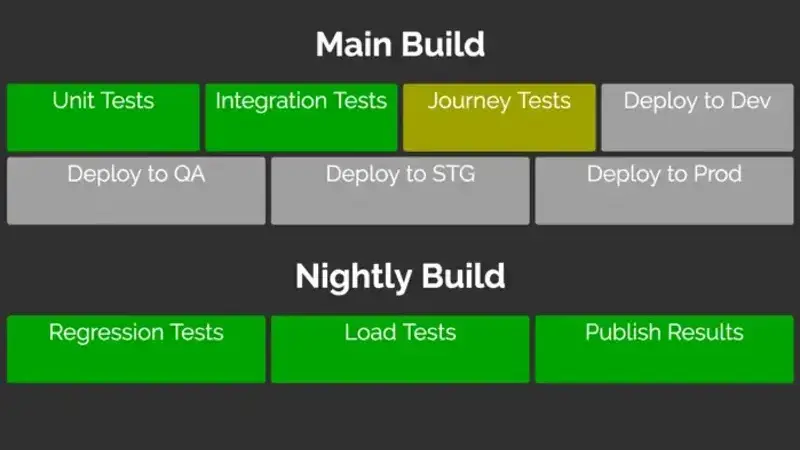 Main Build
Unit Tests
Integration Tests
Journey Tests
Deploy to Dev
Deploy to QA
Deploy to STG
Deploy to Prod
Nightly Build
Regression Tests
Load Tests
Publish Results